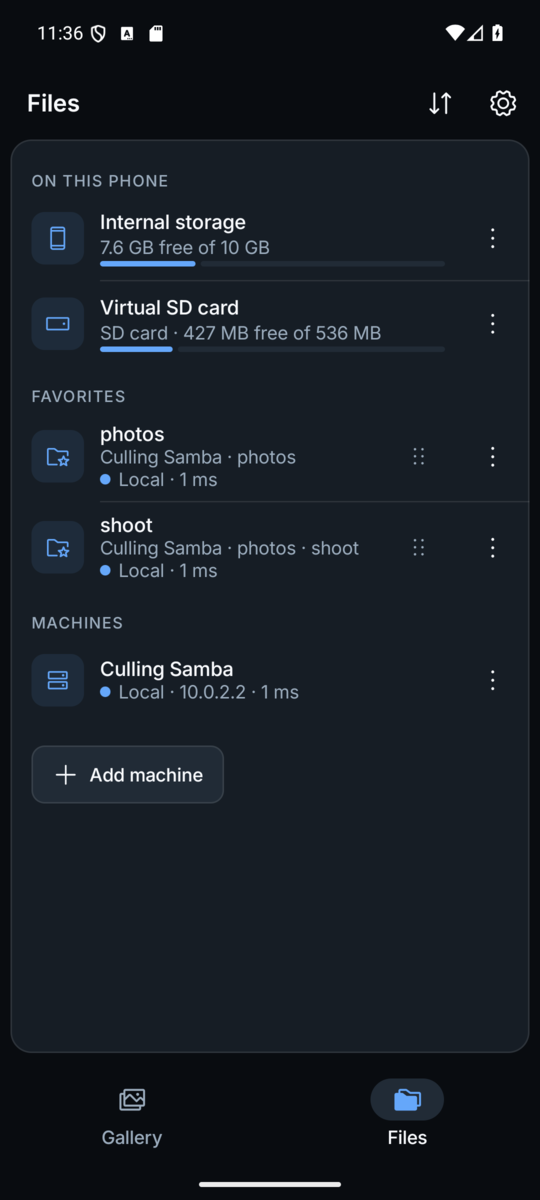 11:36
Files
ON THIS PHONE
Internal storage
7.6 GB free of 10 GB
Virtual SD card
SD card · 427 MB free of 536 MB
FAVORITES
photos
Culling Samba · photos
Local · 1 ms
shoot
Culling Samba · photos · shoot
Local · 1 ms
MACHINES
Culling Samba
Local · 10.0.2.2 · 1 ms
Add machine
Gallery
Files